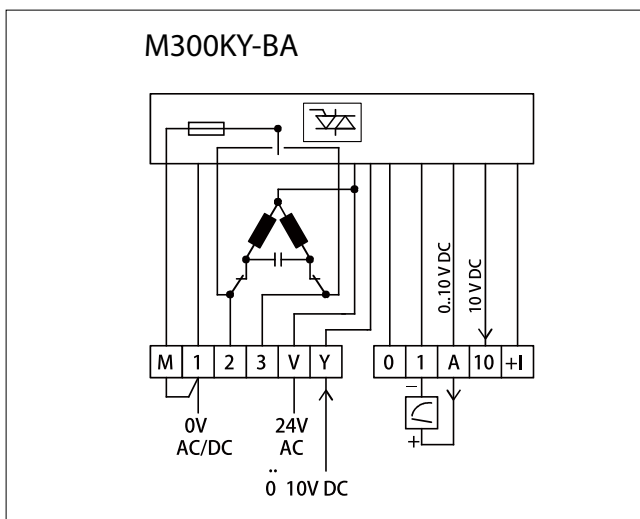 M300KY-BA
0..10 V DC
10 V DC
M 1 2 3 V Y
0 1 A 10 +I
− 
+
0V
AC/DC
24V
AC
0 ¨ 10V DC